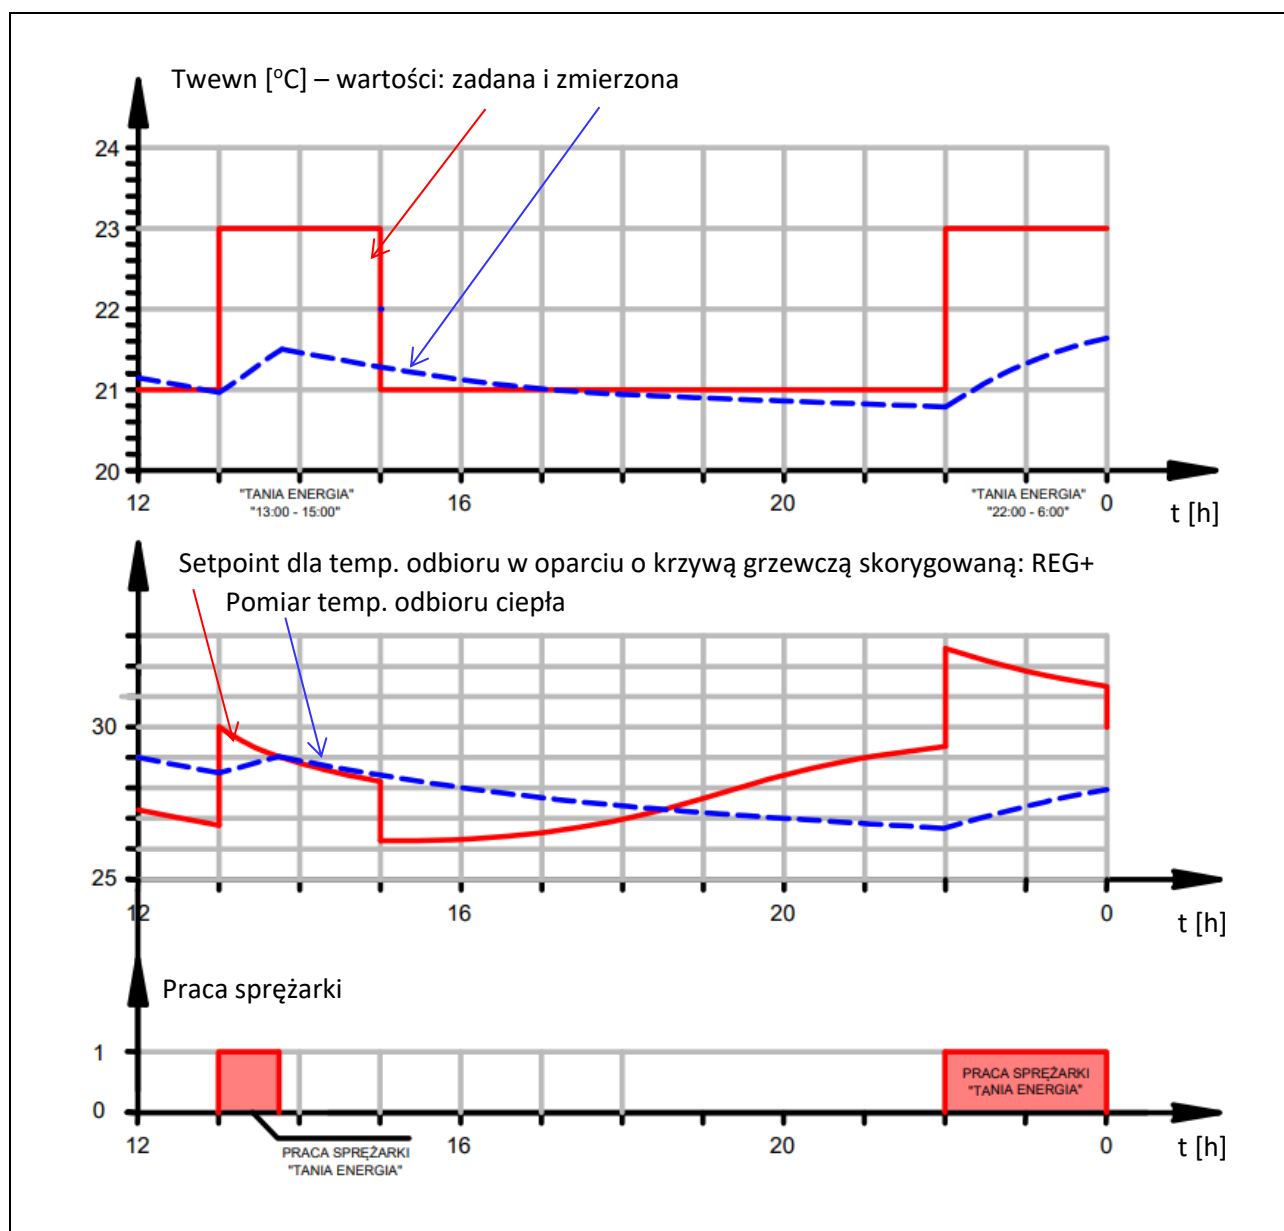 Twewn [°C] – wartości: zadana i zmierzona
24
23
22
21
20
12
"TANIA ENERGIA"
"13:00 - 15:00"
16
20
"TANIA ENERGIA"
"22:00 - 6:00"
0
t [h]
Setpoint dla temp. odbioru w oparciu o krzywą grzewczą skorygowaną: REG+
Pomiar temp. odbioru ciepła
30
25
12
16
20
0
t [h]
Praca sprężarki
1
0
PRACA SPRĘŻARKI
"TANIA ENERGIA"
12
PRACA SPRĘŻARKI
"TANIA ENERGIA"
16
20
0
t [h]